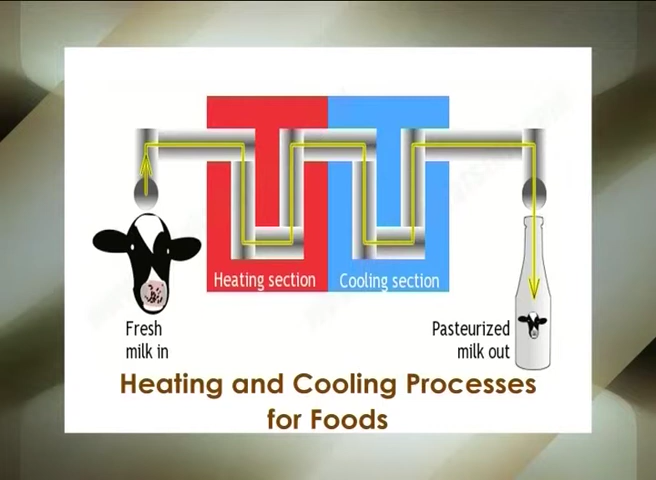 Heating section
Cooling section
Fresh
milk in
Pasteurized
milk out
Heating and Cooling Processes
for Foods